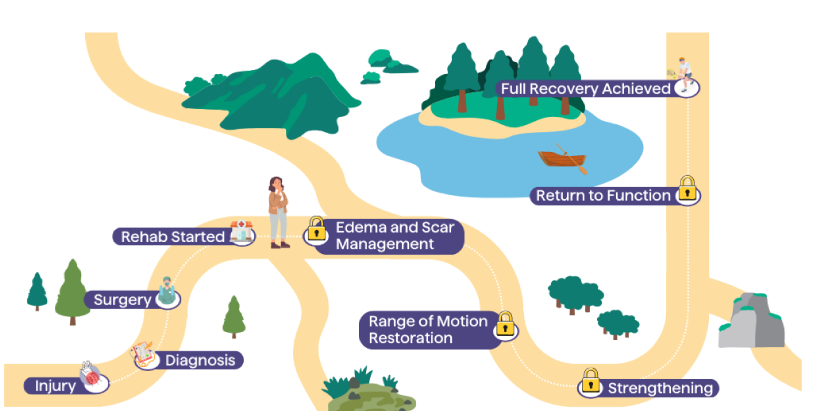 Injury
Diagnosis
Surgery
Rehab Started
Edema and Scar
Management
Range of Motion
Restoration
Strengthening
Return to Function
Full Recovery Achieved